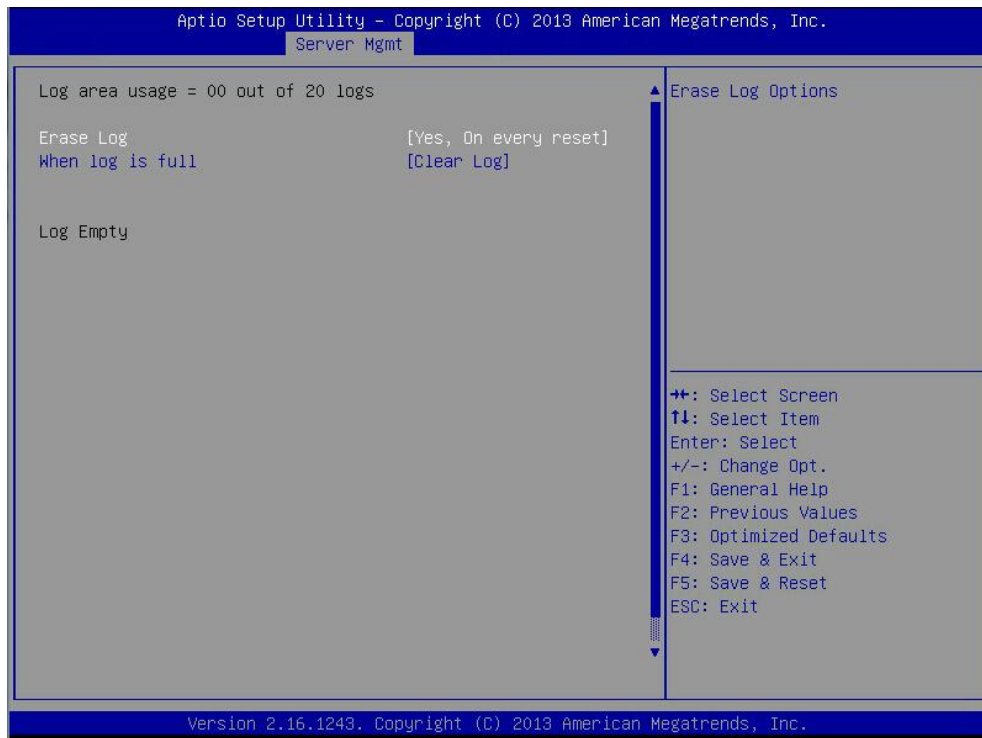 Aptio Setup Utility – Copyright (C) 2013 American Megatrends, Inc.
Server Mgmt
Log area usage = 00 out of 20 logs
Erase Log [Yes, On every reset]
When log is full [Clear Log]
Log Empty
Erase Log Options
→←: Select Screen
↑↓: Select Item
Enter: Select
+/-: Change Opt.
F1: General Help
F2: Previous Values
F3: Optimized Defaults
F4: Save & Exit
F5: Save & Reset
ESC: Exit
Version 2.16.1243. Copyright (C) 2013 American Megatrends, Inc.